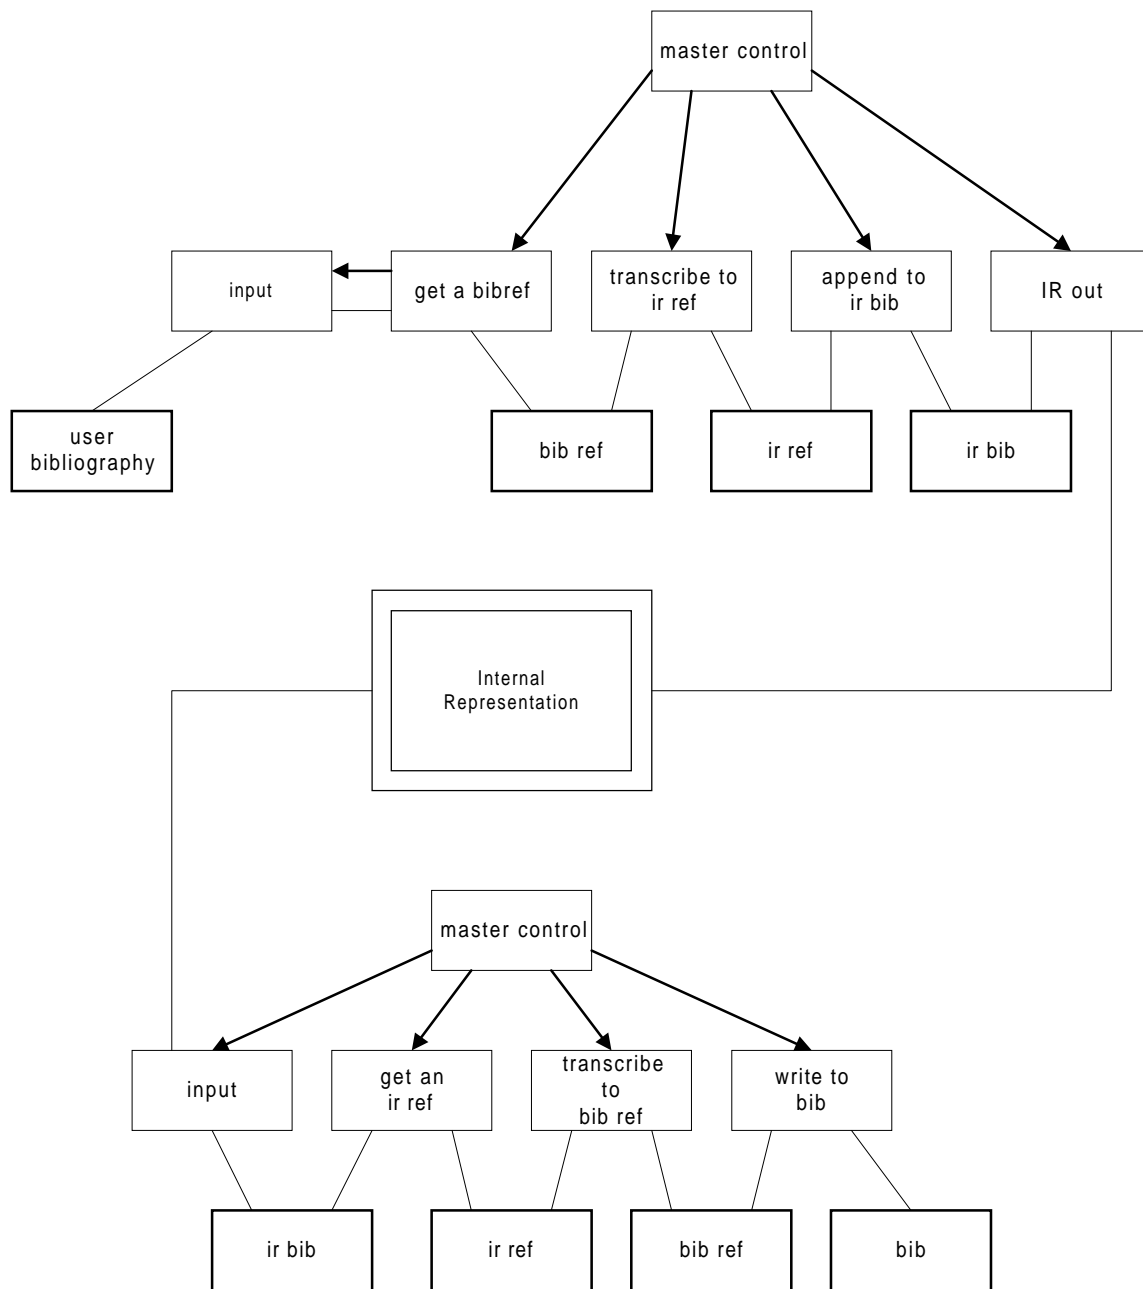 master control
input
get a bibref
transcribe to
ir ref
append to
ir bib
IR out
user
bibliography
bib ref
ir ref
ir bib
Internal
Representation
master control
input
get an
ir ref
transcribe
to
bib ref
write to
bib
ir bib
ir ref
bib ref
bib